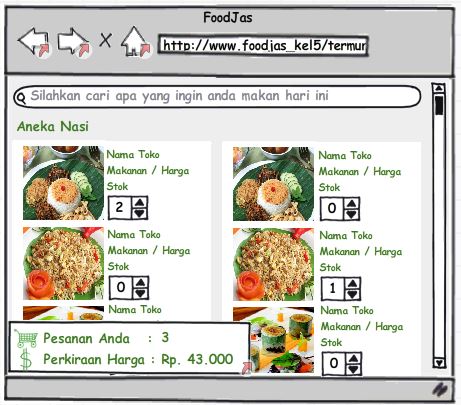 FoodJas
http://www.foodjas_kel5/termur
Silahkan cari apa yang ingin anda makan hari ini
Aneka Nasi
Nama Toko
Makanan / Harga
Stok
2
Nama Toko
Makanan / Harga
Stok
0
Nama Toko
Makanan / Harga
Stok
0
Nama Toko
Makanan / Harga
Stok
1
Nama Toko
Nama Toko
Makanan / Harga
Stok
0
Pesanan Anda : 3
Perkiraan Harga : Rp. 43.000